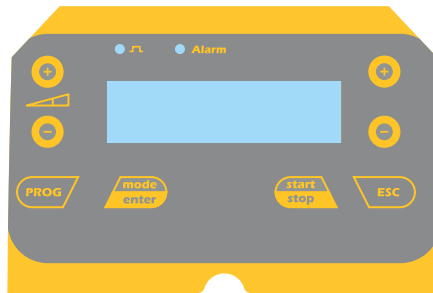 Alarm
+
+
−
−
PROG
mode
enter
start
stop
ESC